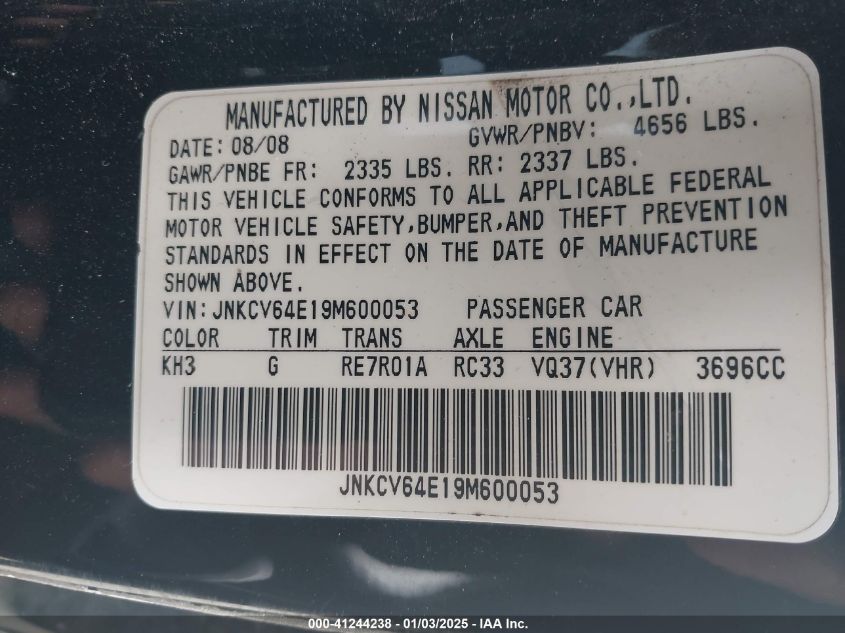 MANUFACTURED BY NISSAN MOTOR CO.,LTD.
DATE: 08/08 GVWR/PNBV: 4656 LBS.
GAWR/PNBE FR: 2335 LBS. RR: 2337 LBS.
THIS VEHICLE CONFORMS TO ALL APPLICABLE FEDERAL
MOTOR VEHICLE SAFETY,BUMPER,AND THEFT PREVENTION
STANDARDS IN EFFECT ON THE DATE OF MANUFACTURE
SHOWN ABOVE.
VIN:JNKCV64E19M600053 PASSENGER CAR
COLOR TRIM TRANS AXLE ENGINE
KH3 G RE7R01A RC33 VQ37(VHR) 3696CC
JNKCV64E19M600053
000-41244238 - 01/03/2025 - IAA Inc.